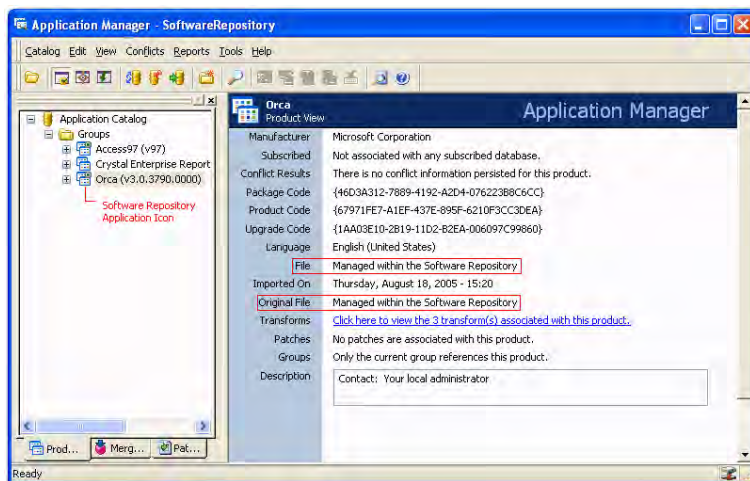 Application Manager - SoftwareRepository
Catalog Edit View Conflicts Reports Tools Help
Application Catalog
Groups
Access97 (v97)
Crystal Enterprise Report
Orca (v3.0.3790.0000)
Software Repository
Application Icon
Prod...
Merg...
Pat...
Orca
Product View
Application Manager
Manufacturer Microsoft Corporation
Subscribed Not associated with any subscribed database.
Conflict Results There is no conflict information persisted for this product.
Package Code {46D3A312-7889-4192-A2D4-076223B8C6CC}
Product Code {67971FE7-A1EF-437E-895F-6210F3CC3DEA}
Upgrade Code {1AA03E10-2B19-11D2-B2EA-006097C99860}
Language English (United States)
File Managed within the Software Repository
Imported On Thursday, August 18, 2005 - 15:20
Original File Managed within the Software Repository
Transforms Click here to view the 3 transform(s) associated with this product.
Patches No patches are associated with this product.
Groups Only the current group references this product.
Description Contact: Your local administrator
Ready